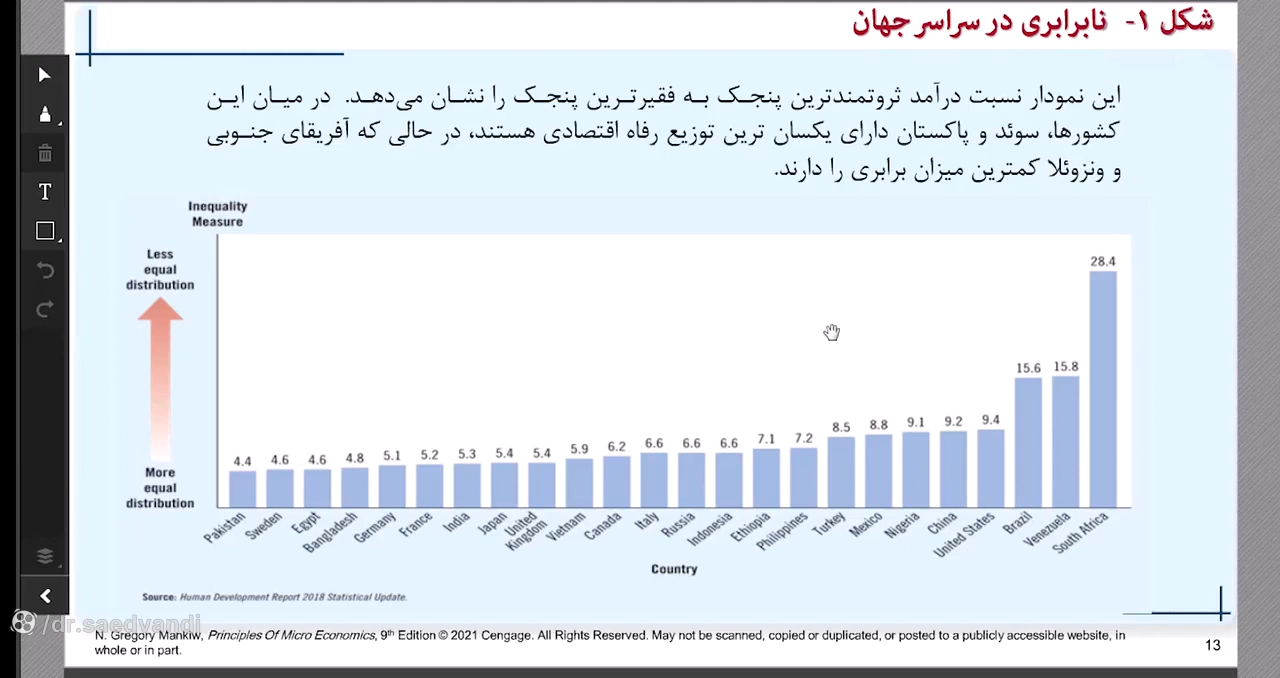 شکل ۱- نابرابری در سراسر جهان
این نمودار نسبت درآمد ثروتمندترین پنجک به فقیرترین پنجک را نشان می‌دهد. در میان این
کشورها، سوئد و پاکستان دارای یکسان ترین توزیع رفاه اقتصادی هستند، در حالی که آفریقای جنوبی
و ونزوئلا کمترین میزان برابری را دارند.
Inequality
Measure
Less
equal
distribution
More
equal
distribution
4.4
4.6
4.6
4.8
5.1
5.2
5.3
5.4
5.4
5.9
6.2
6.6
6.6
6.6
7.1
7.2
8.5
8.8
9.1
9.2
9.4
15.6
15.8
28.4
Pakistan
Sweden
Egypt
Bangladesh
Germany
France
India
Japan
United
Kingdom
Vietnam
Canada
Italy
Russia
Indonesia
Ethiopia
Philippines
Turkey
Mexico
Nigeria
China
United States
Brazil
Venezuela
South Africa
Country
Source: Human Development Report 2018 Statistical Update.
/dr.saedvandi
N. Gregory Mankiw, Principles Of Micro Economics, 9th Edition © 2021 Cengage. All Rights Reserved. May not be scanned, copied or duplicated, or posted to a publicly accessible website, in
whole or in part.
13
T